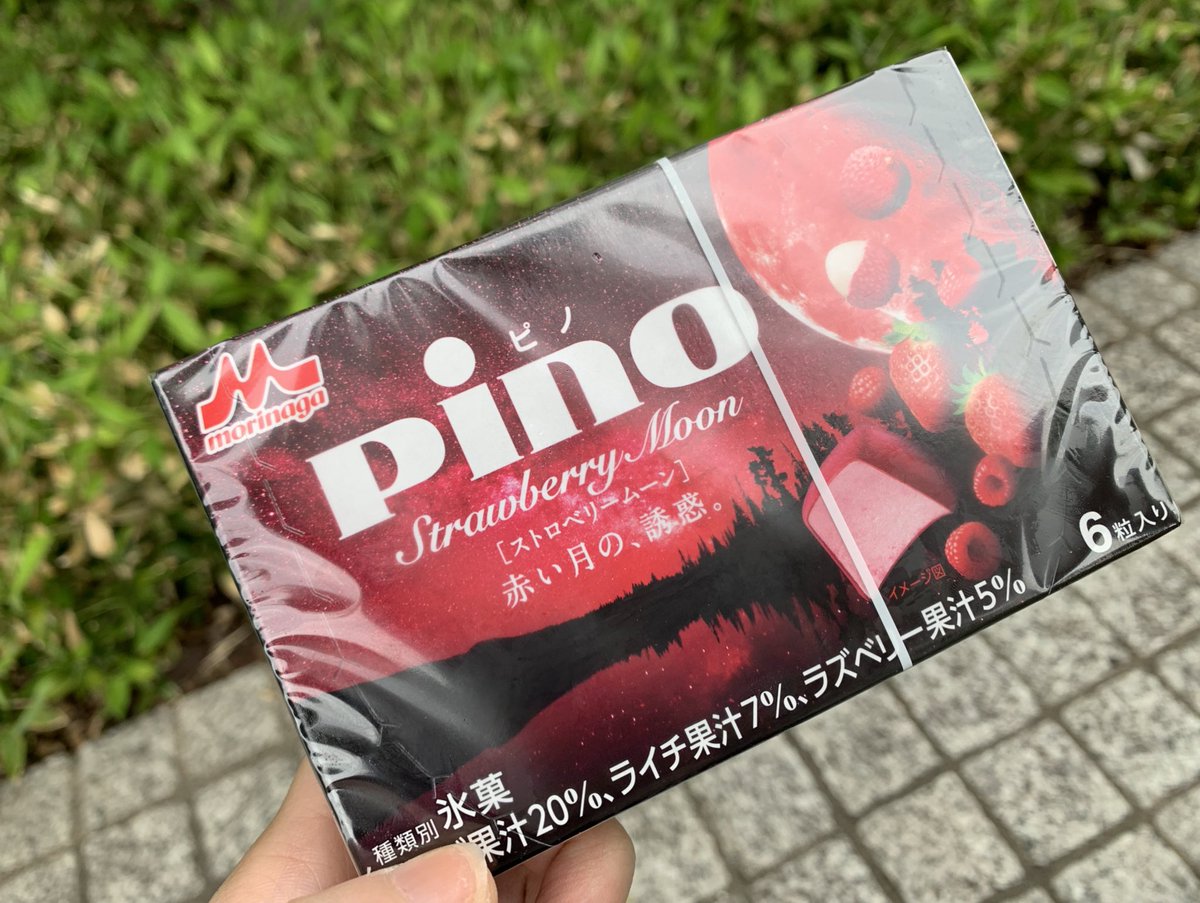 morinaga
ピノ
pino
Strawberry Moon
[ストロベリームーン]
赤い月の、誘惑。
イメージ図
6粒入り
種類別 氷菓
果汁20%、ライチ果汁7%、ラズベリー果汁5%